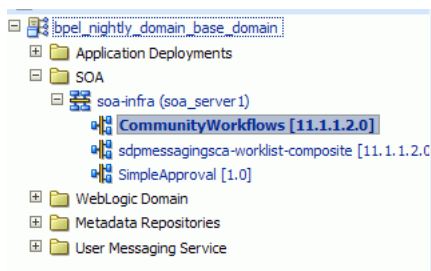 bpel_nightly_domain_base_domain
Application Deployments
SOA
soa-infra (soa_server1)
CommunityWorkflows [11.1.1.2.0]
sdpmessagingsca-worklist-composite [11.1.1.2.0
SimpleApproval [1.0]
WebLogic Domain
Metadata Repositories
User Messaging Service